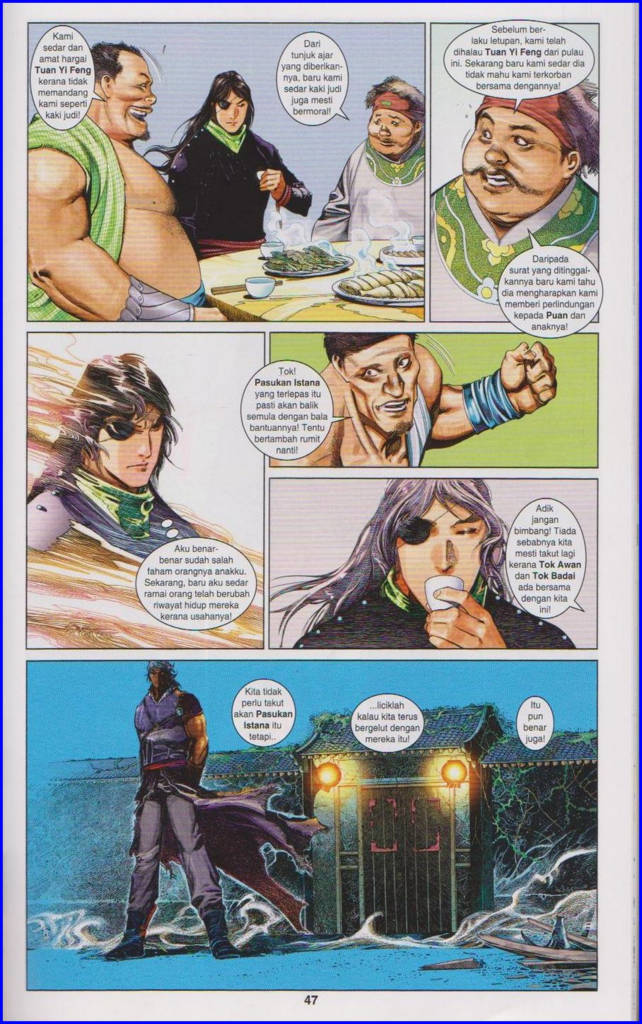 Kami
sedar dan
amat hargai
Tuan Yi Feng
kerana tidak
memandang
kami seperti
kaki judi!
Dari
tunjuk ajar
yang diberikan-
nya, baru kami
sedar kaki judi
juga mesti
bermoral!
Sebelum ber-
laku letupan, kami telah
dihalau Tuan Yi Feng dari pulau
ini. Sekarang baru kami sedar dia
tidak mahu kami terkorban
bersama dengannya!
Daripada
surat yang ditinggal-
kannya baru kami tahu
dia mengharapkan kami
memberi perlindungan
kepada Puan dan
anaknya!
Aku benar-
benar sudah salah
faham orangnya anakku.
Sekarang, baru aku sedar
ramai orang telah berubah
riwayat hidup mereka
kerana usahanya!
Tok!
Pasukan Istana
yang terlepas itu
pasti akan balik
semula dengan bala
bantuannya! Tentu
bertambah rumit
nanti!
Adik
jangan
bimbang! Tiada
sebabnya kita
mesti takut lagi
kerana Tok Awan
dan Tok Badai
ada bersama
dengan kita
ini!
Kita tidak
perlu takut
akan Pasukan
Istana itu
tetapi..
...liciklah
kalau kita terus
bergelut dengan
mereka itu!
Itu
pun
benar
juga!
47